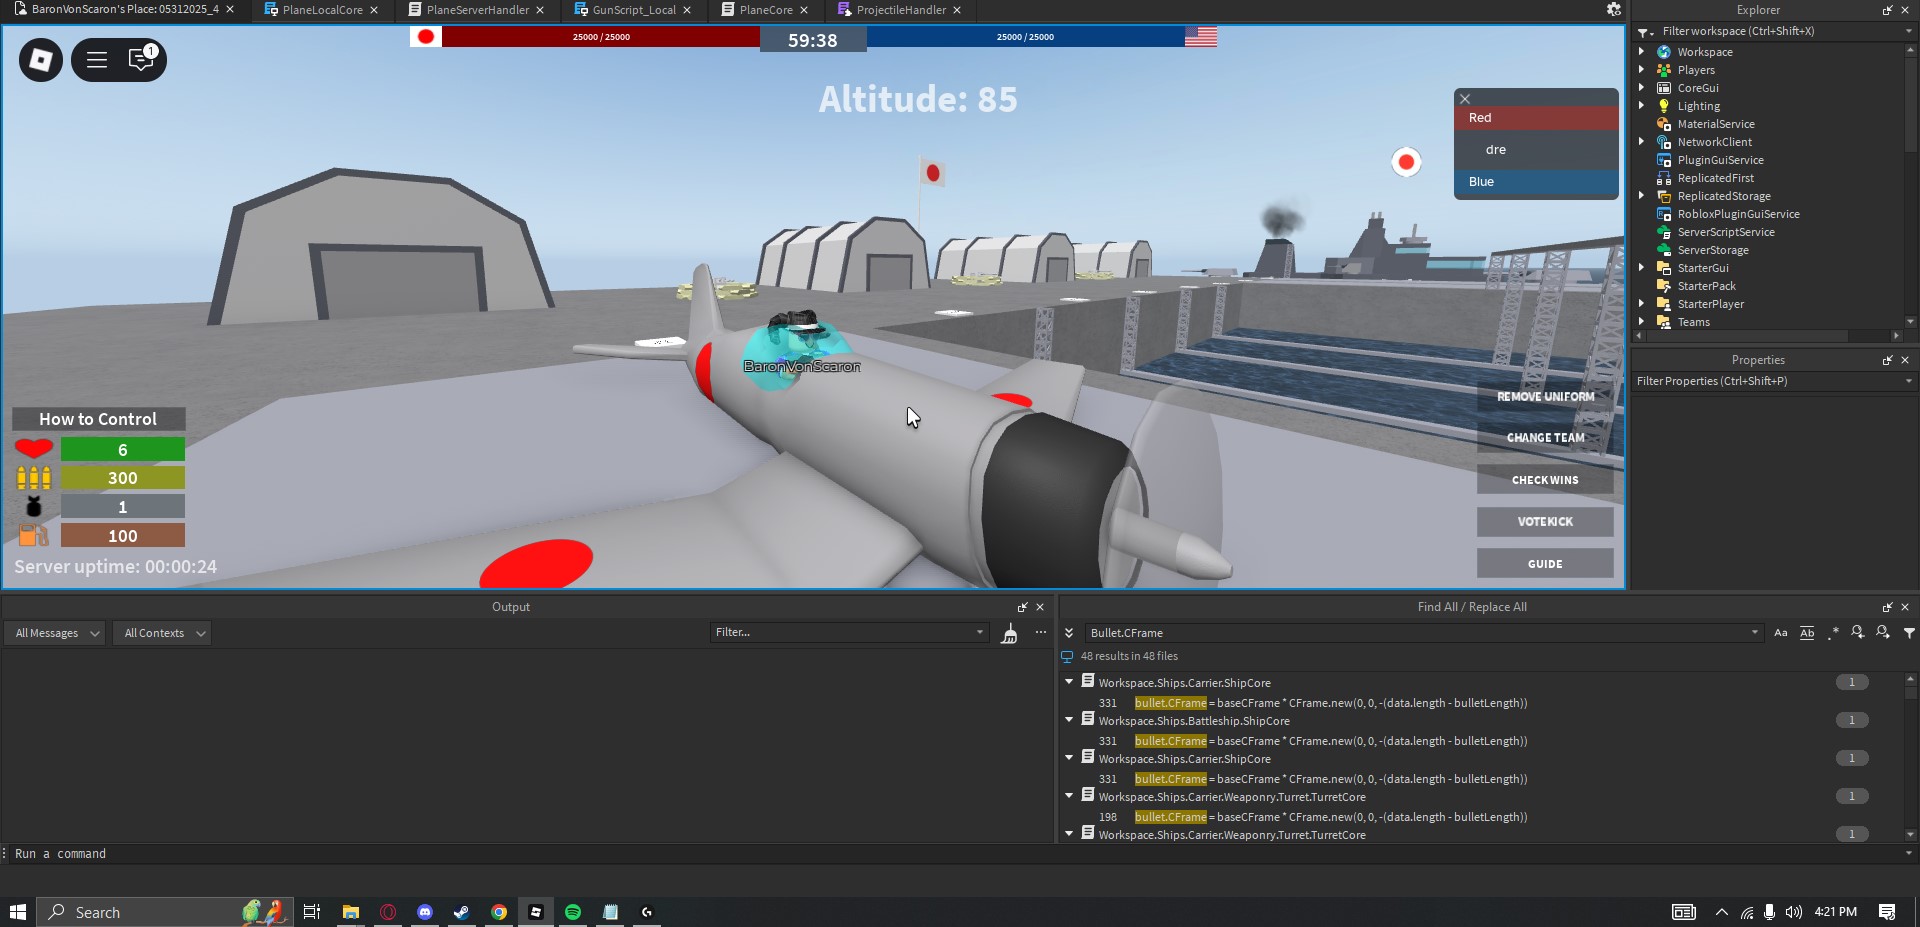 BaronVonScaron's Place: 05312025_4
PlaneLocalCore
PlaneServerHandler
GunScript_Local
PlaneCore
ProjectileHandler
Explorer
25000 / 25000
59:38
25000 / 25000
1
Altitude: 85
Red
dre
Blue
BaronVonScaron
How to Control
6
300
1
100
Server uptime: 00:00:24
REMOVE UNIFORM
CHANGE TEAM
CHECK WINS
VOTEKICK
GUIDE
Filter workspace (Ctrl+Shift+X)
Workspace
Players
CoreGui
Lighting
MaterialService
NetworkClient
PluginGuiService
ReplicatedFirst
ReplicatedStorage
RobloxPluginGuiService
ServerScriptService
ServerStorage
StarterGui
StarterPack
StarterPlayer
Teams
Properties
Filter Properties (Ctrl+Shift+P)
Output
All Messages
All Contexts
Filter...
Find All / Replace All
Bullet.CFrame
Aa
Ab
.*
48 results in 48 files
Workspace.Ships.Carrier.ShipCore 1
331 bullet.CFrame = baseCFrame * CFrame.new(0, 0, -(data.length - bulletLength))
Workspace.Ships.Battleship.ShipCore 1
331 bullet.CFrame = baseCFrame * CFrame.new(0, 0, -(data.length - bulletLength))
Workspace.Ships.Carrier.ShipCore 1
331 bullet.CFrame = baseCFrame * CFrame.new(0, 0, -(data.length - bulletLength))
Workspace.Ships.Carrier.Weaponry.Turret.TurretCore 1
198 bullet.CFrame = baseCFrame * CFrame.new(0, 0, -(data.length - bulletLength))
Workspace.Ships.Carrier.Weaponry.Turret.TurretCore 1
Run a command
Search
4:21 PM